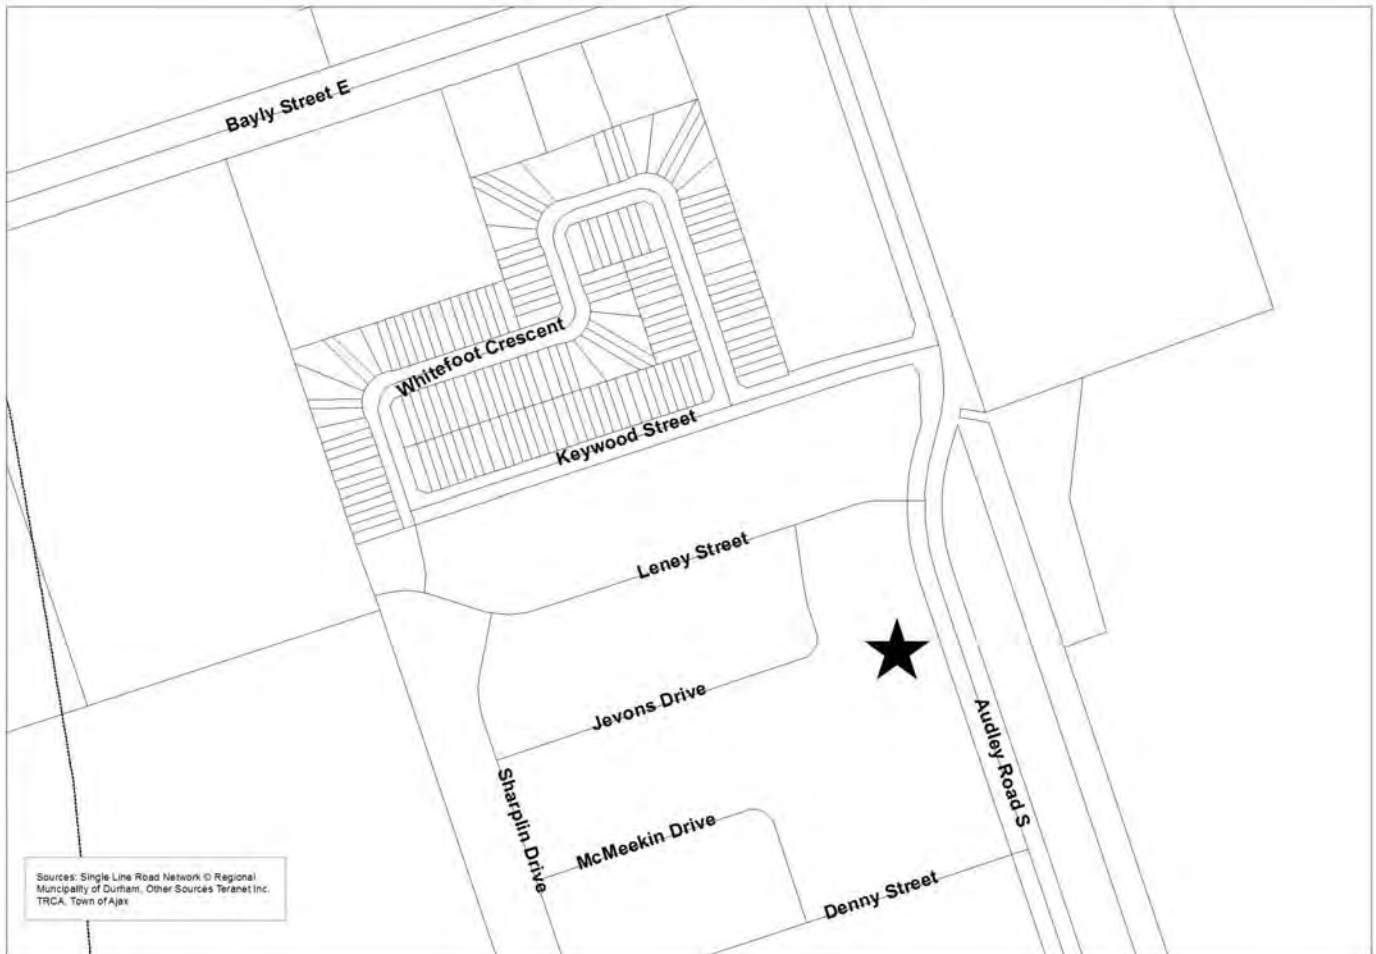 Bayly Street E
Whitefoot Crescent
Keywood Street
Leney Street
Jevons Drive
Audley Road S
Sharplin Drive
McMeekin Drive
Denny Street
Sources: Single Line Road Network © Regional
Muncipality of Durham, Other Sources Teranet Inc.
TRCA, Town of Ajax